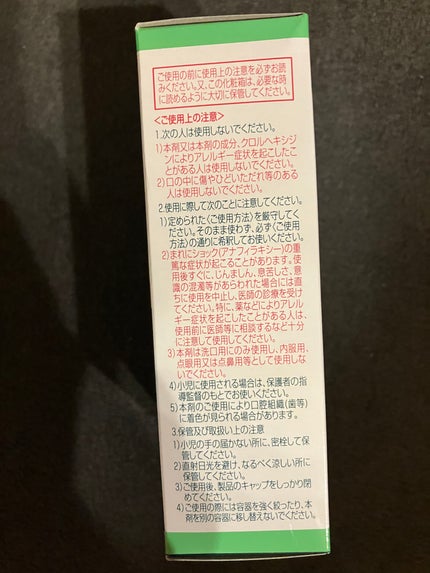 ご使用の前に使用上の注意を必ずお読
みください。又、この化粧箱は、必要な時
に読めるように大切に保管してください。
<ご使用上の注意>
1.次の人は使用しないでください。
1)本剤又は本剤の成分、クロルヘキシジ
ンによりアレルギー症状を起こしたこ
とがある人は使用しないでください。
2)口の中に傷やひどいただれ等のある
人は使用しないでください。
2.使用に際して次のことに注意してください。
1)定められた〈ご使用方法〉を厳守してく
ださい。そのまま使わず、必ず〈ご使用
方法〉の通りに希釈してお使いください。
2)まれにショック(アナフィラキシー)の重
篤な症状が起こることがあります。使
用後すぐに、じんましん、息苦しさ、意
識の混濁等があらわれた場合には直
ちに使用を中止し、医師の診療を受け
てください。特に、薬などによりアレル
ギー症状を起こしたことがある人は、
使用前に医師等に相談するなど十分
に注意して使用してください。
3)本剤は洗口用にのみ使用し、内服用、
点眼用又は点鼻用等として使用しな
いでください。
4)小児に使用される場合は、保護者の指
導監督のもとでお使いください。
5)本剤のご使用により口腔組織(歯等)
に着色が見られる場合があります。
3.保管及び取扱い上の注意
1)小児の手の届かない所に、密栓して保
管してください。
2)直射日光を避け、なるべく涼しい所に
保管してください。
3)ご使用後、製品のキャップをしっかり閉
めてください。
4)ご使用の際には容器を強く絞ったり、本
剤を別の容器に移し替えないでください。